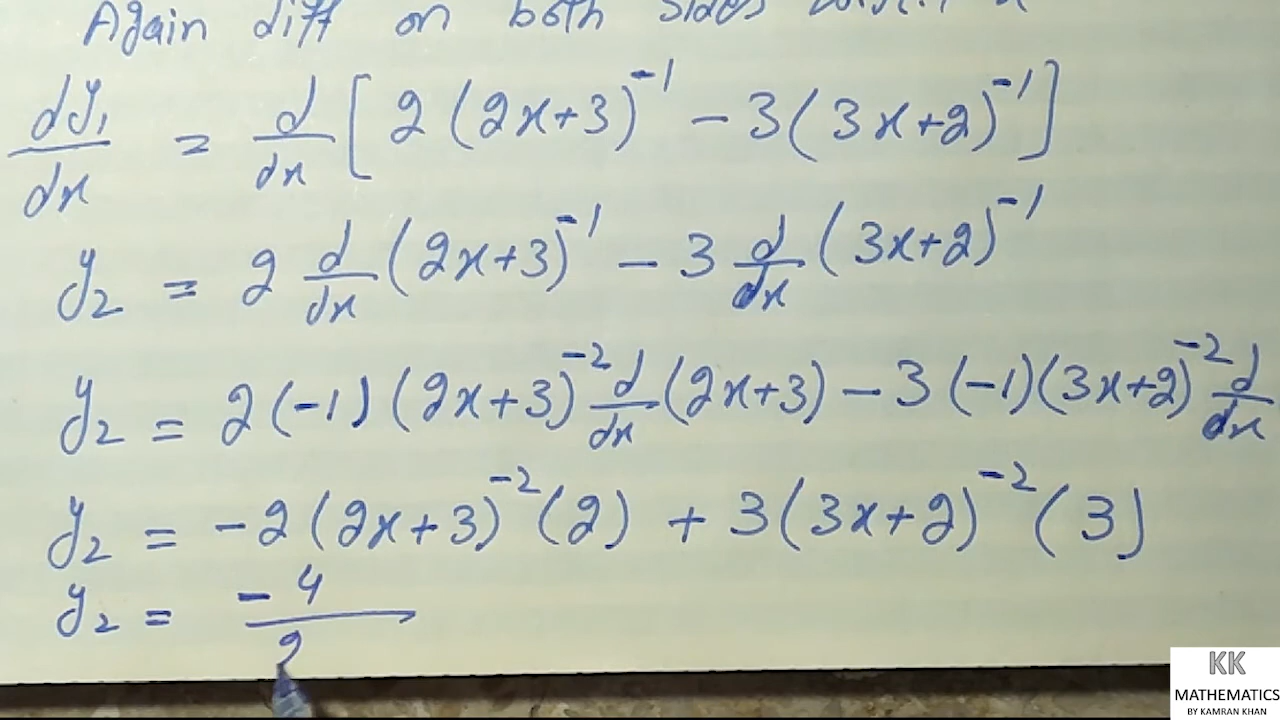 Again diff on both sides
dy₁/dx = d/dx [ 2 (2x+3)⁻¹ − 3 (3x+2)⁻¹ ]
y₂ = 2 d/dx (2x+3)⁻¹ − 3 d/dx (3x+2)⁻¹
y₂ = 2 (−1) (2x+3)⁻² d/dx (2x+3) − 3 (−1) (3x+2)⁻² d/dx
y₂ = −2 (2x+3)⁻² (2) + 3 (3x+2)⁻² (3)
y₂ = −4/2
KK
MATHEMATICS
BY KAMRAN KHAN